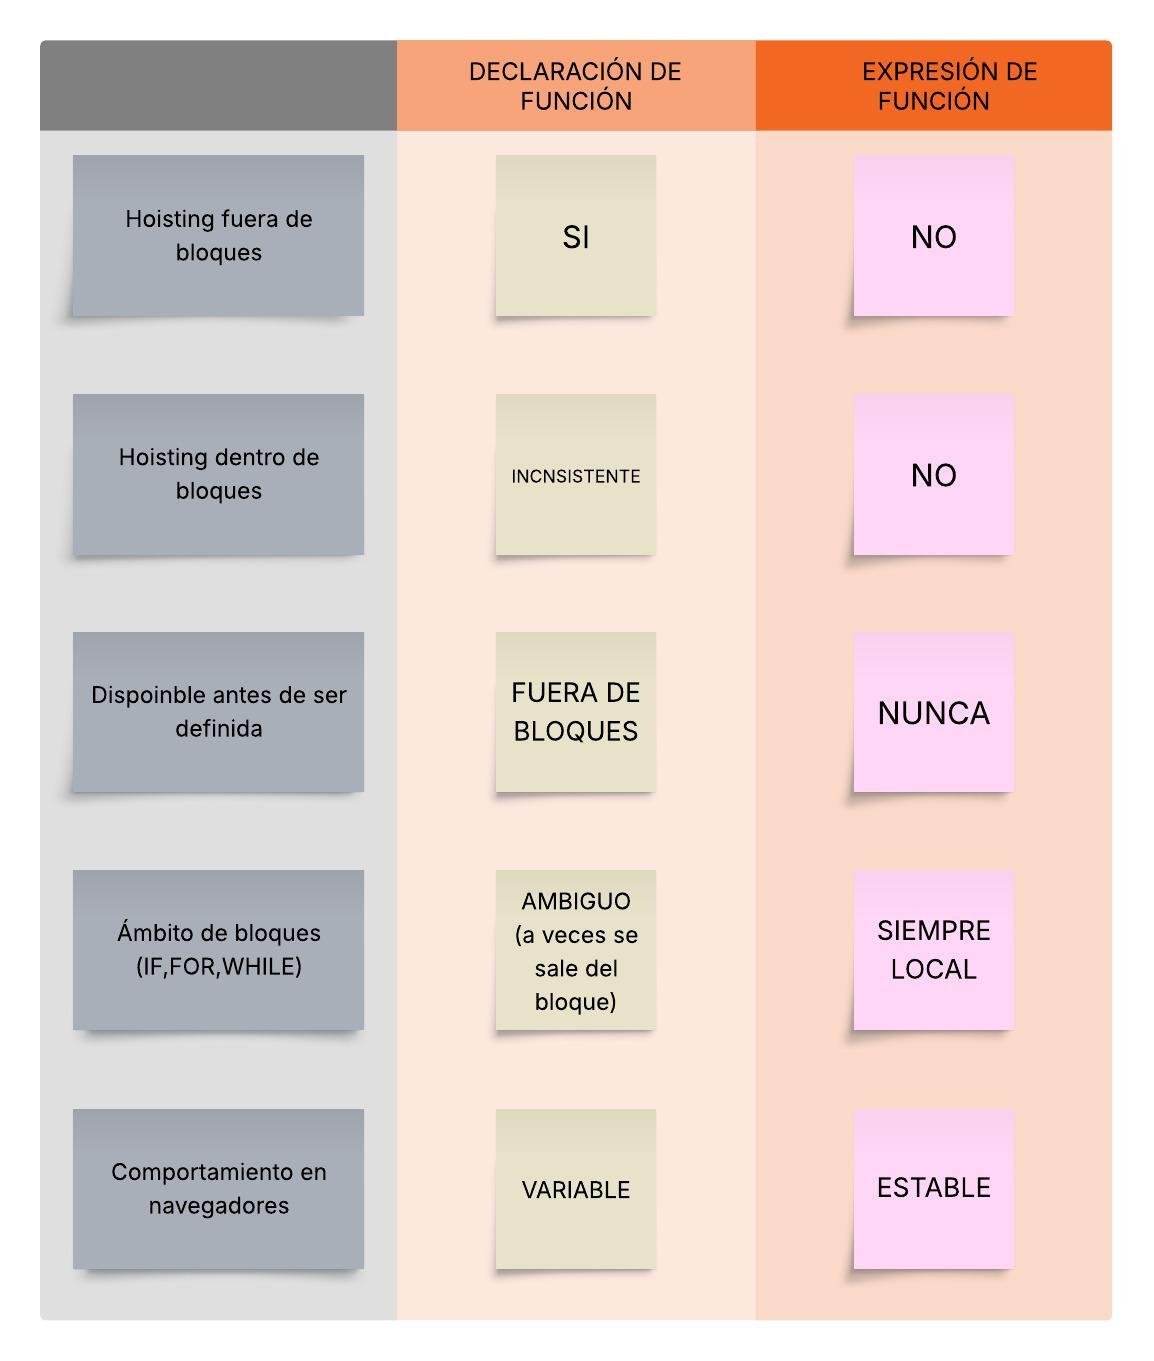 DECLARACIÓN DE
FUNCIÓN
EXPRESIÓN DE
FUNCIÓN
Hoisting fuera de
bloques
SI
NO
Hoisting dentro de
bloques
INCNSISTENTE
NO
Dispoinble antes de ser
definida
FUERA DE
BLOQUES
NUNCA
Ámbito de bloques
(IF,FOR,WHILE)
AMBIGUO
(a veces se
sale del
bloque)
SIEMPRE
LOCAL
Comportamiento en
navegadores
VARIABLE
ESTABLE